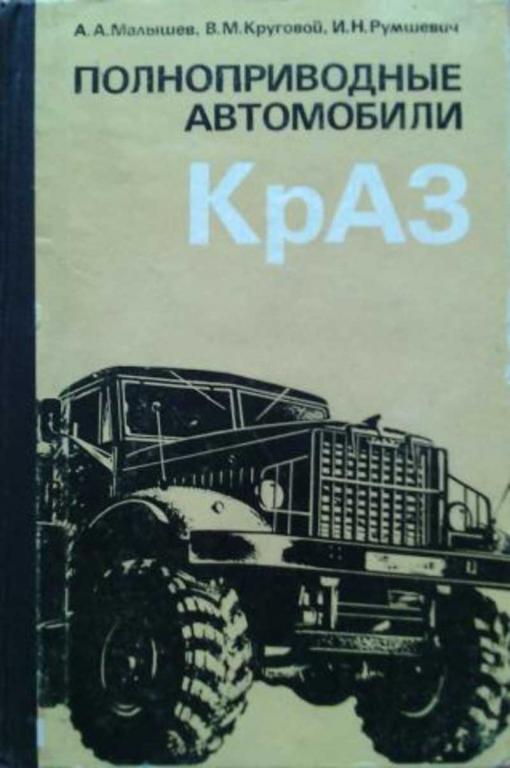 А. А. Малышев, В. М. Круговой, И. Н. Румшевич
ПОЛНОПРИВОДНЫЕ
АВТОМОБИЛИ
КрАЗ